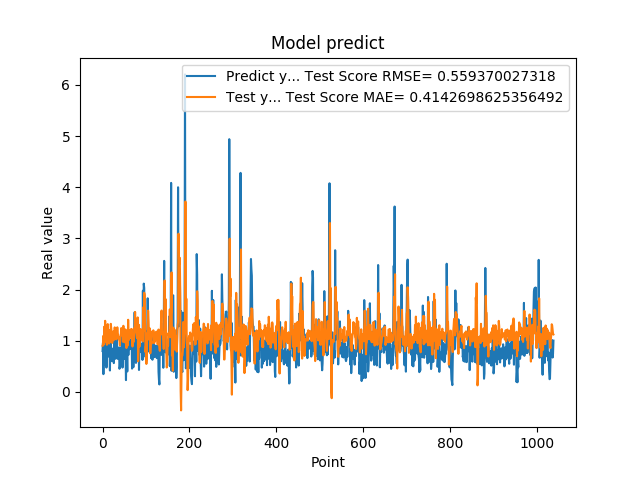 Model predict
Predict y... Test Score RMSE= 0.559370027318
Test y... Test Score MAE= 0.4142698625356492
Real value
6
5
4
3
2
1
0
0 200 400 600 800 1000
Point